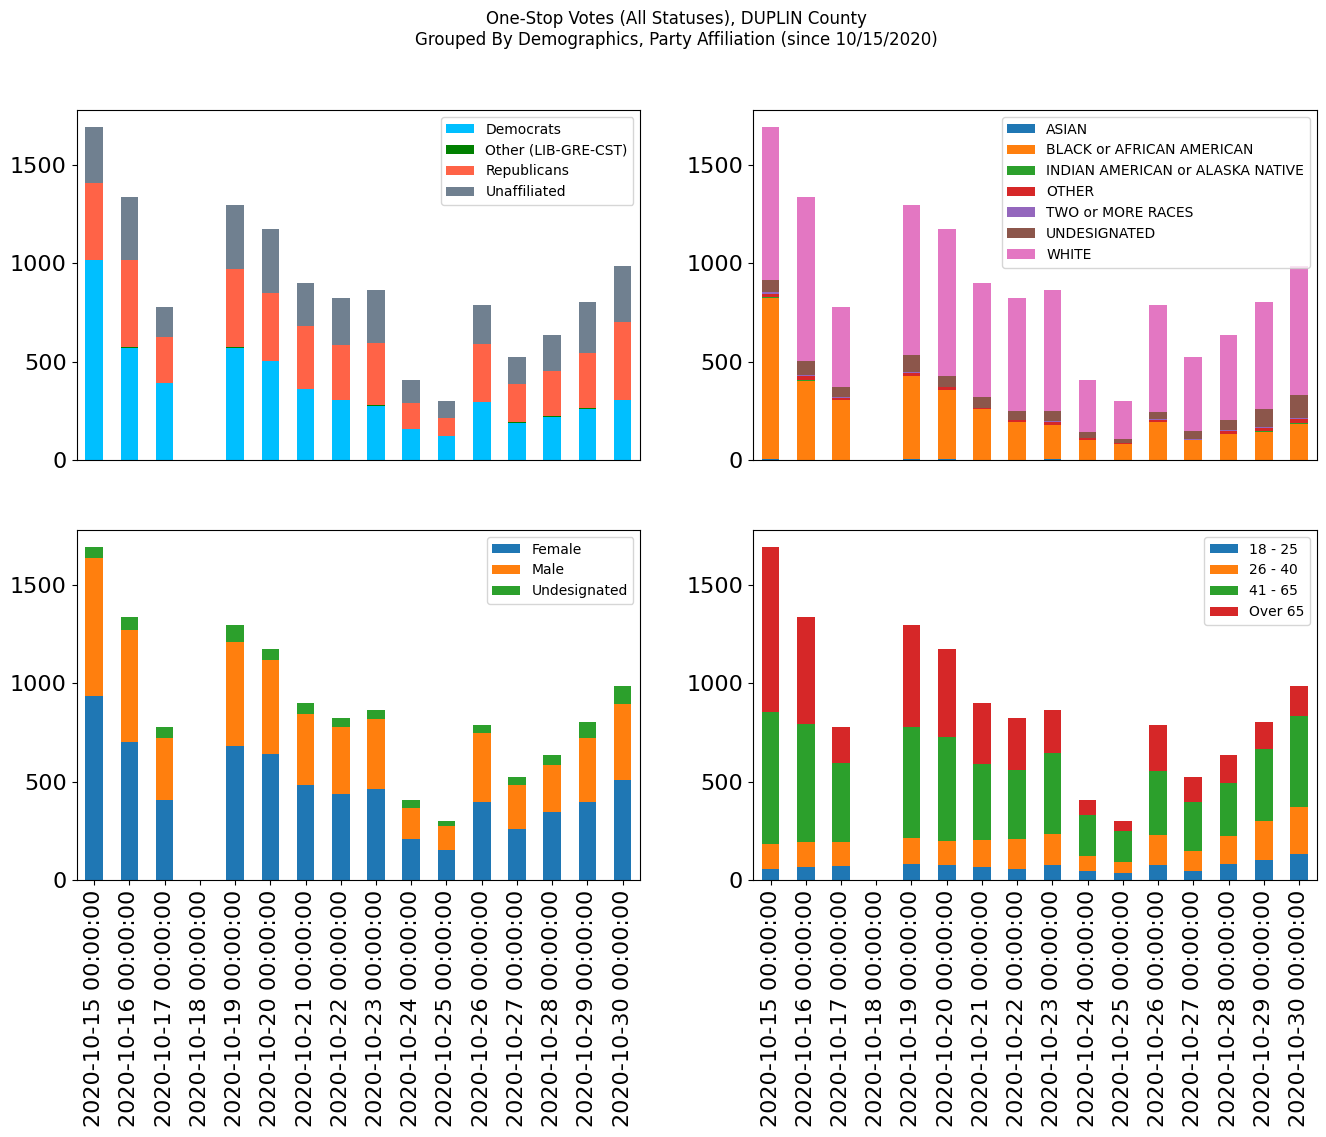 One-Stop Votes (All Statuses), DUPLIN County
Grouped By Demographics, Party Affiliation (since 10/15/2020)
1500
1000
500
0
Democrats
Other (LIB-GRE-CST)
Republicans
Unaffiliated
1500
1000
500
0
ASIAN
BLACK or AFRICAN AMERICAN
INDIAN AMERICAN or ALASKA NATIVE
OTHER
TWO or MORE RACES
UNDESIGNATED
WHITE
1500
1000
500
0
Female
Male
Undesignated
2020-10-15 00:00:00
2020-10-16 00:00:00
2020-10-17 00:00:00
2020-10-18 00:00:00
2020-10-19 00:00:00
2020-10-20 00:00:00
2020-10-21 00:00:00
2020-10-22 00:00:00
2020-10-23 00:00:00
2020-10-24 00:00:00
2020-10-25 00:00:00
2020-10-26 00:00:00
2020-10-27 00:00:00
2020-10-28 00:00:00
2020-10-29 00:00:00
2020-10-30 00:00:00
1500
1000
500
0
18 - 25
26 - 40
41 - 65
Over 65
2020-10-15 00:00:00
2020-10-16 00:00:00
2020-10-17 00:00:00
2020-10-18 00:00:00
2020-10-19 00:00:00
2020-10-20 00:00:00
2020-10-21 00:00:00
2020-10-22 00:00:00
2020-10-23 00:00:00
2020-10-24 00:00:00
2020-10-25 00:00:00
2020-10-26 00:00:00
2020-10-27 00:00:00
2020-10-28 00:00:00
2020-10-29 00:00:00
2020-10-30 00:00:00